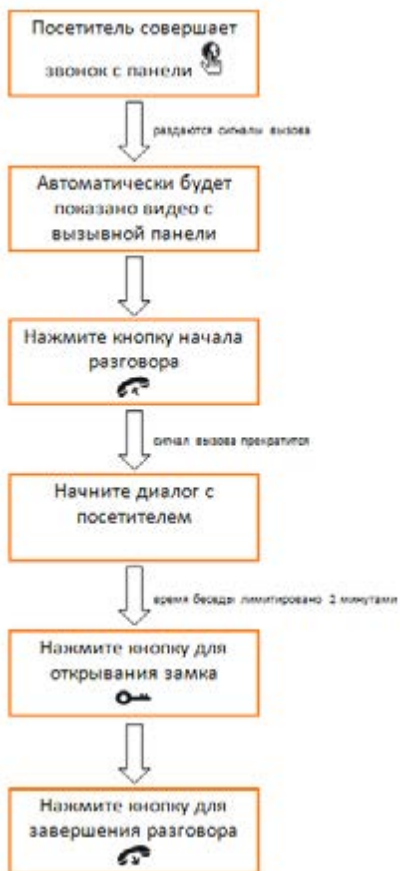 Посетитель совершает
звонок с панели
раздаются сигналы вызова
Автоматически будет
показано видео с
вызывной панели
Нажмите кнопку начала
разговора
сигнал вызова прекратится
Начните диалог с
посетителем
время беседы лимитировано 2 минутами
Нажмите кнопку для
открывания замка
Нажмите кнопку для
завершения разговора